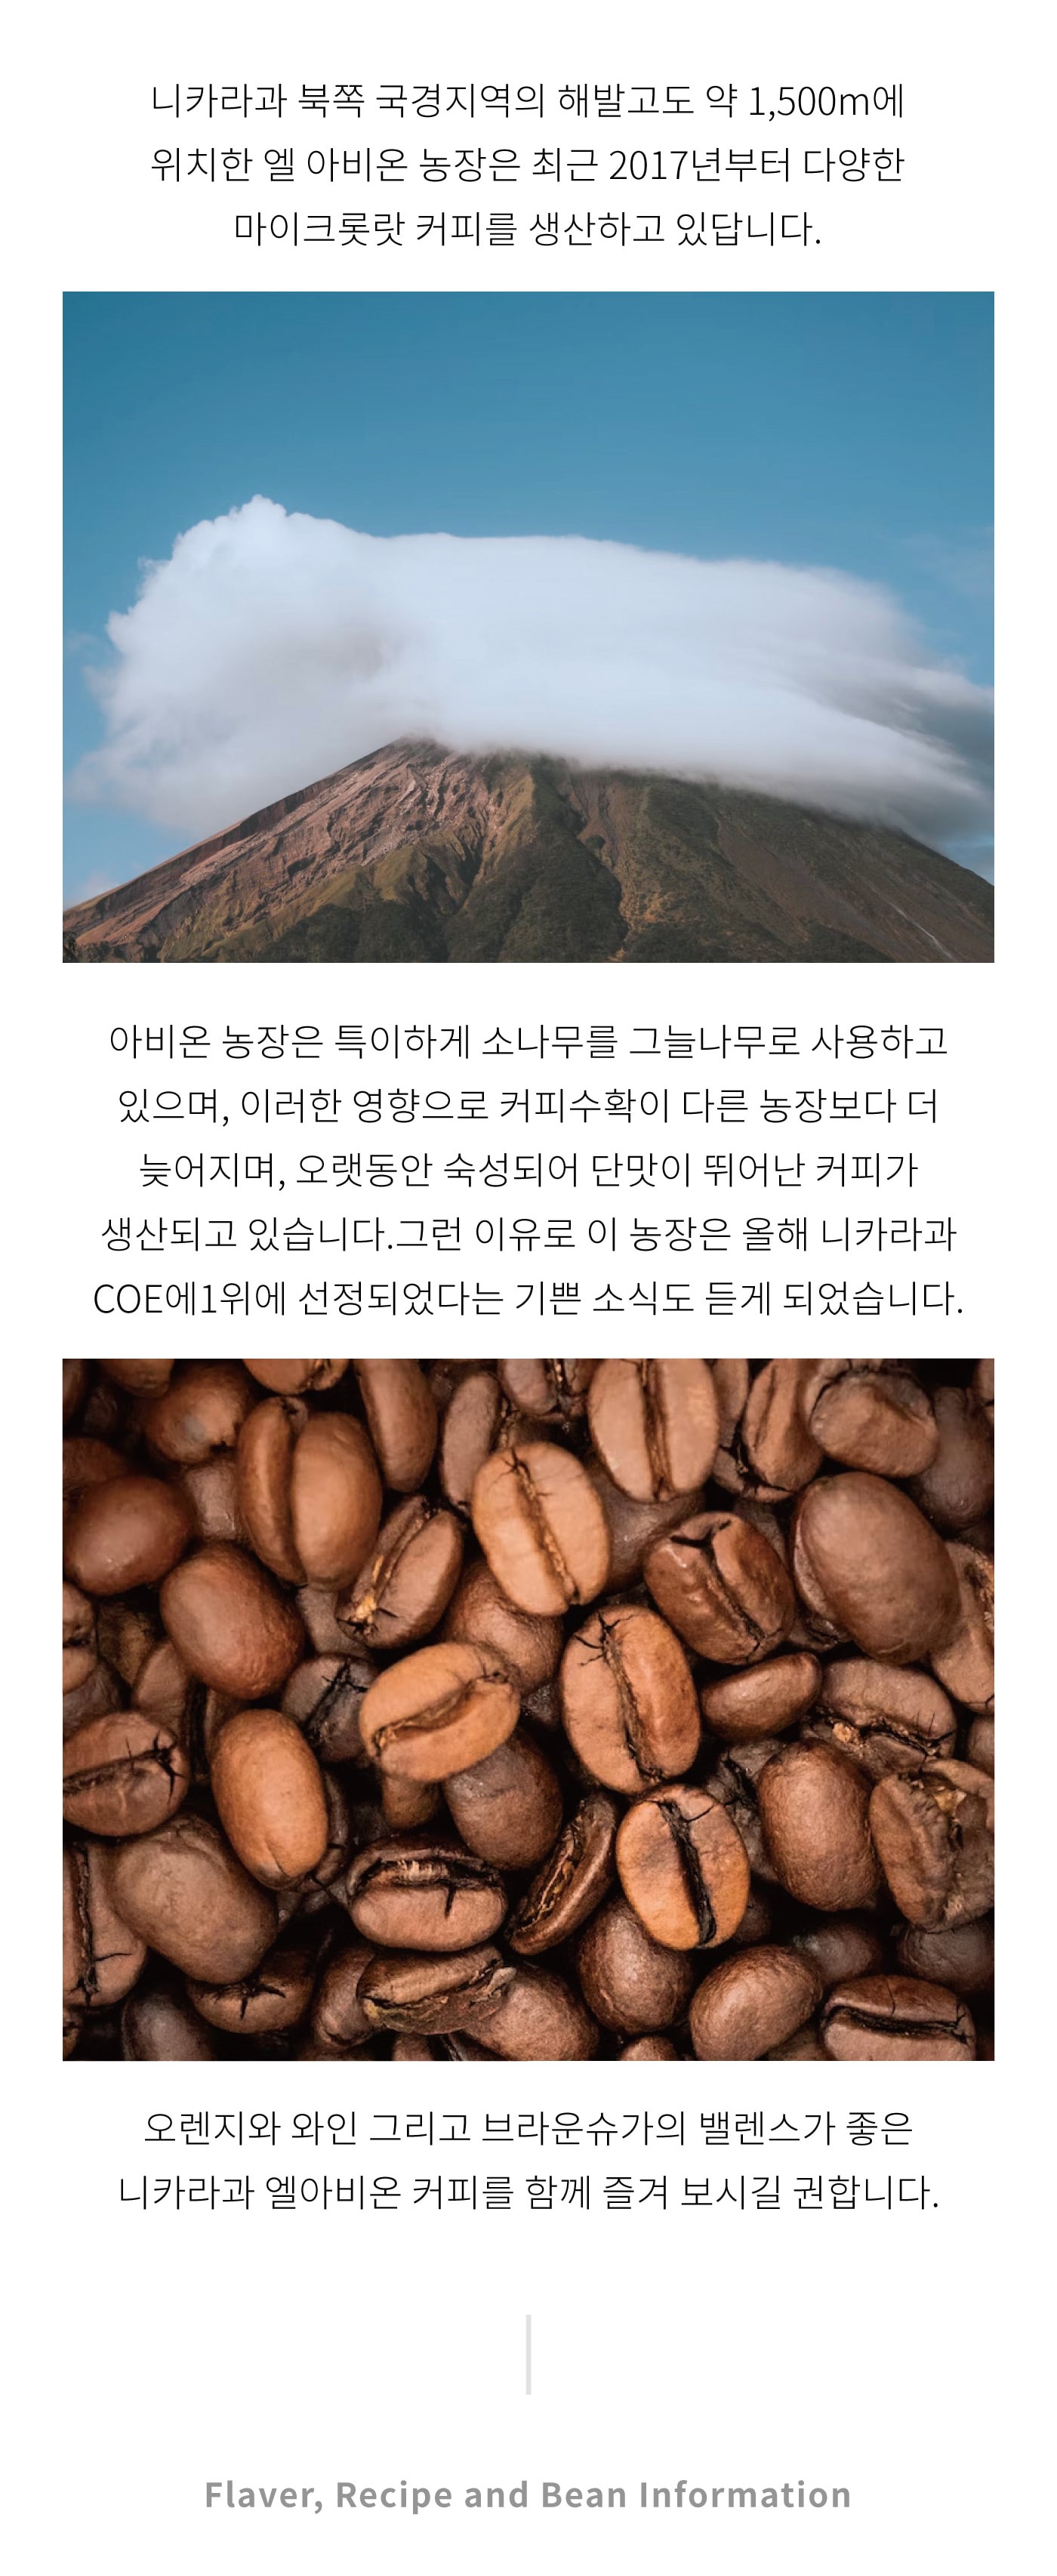 니카라과 북쪽 국경지역의 해발고도 약 1,500m에
위치한 엘 아비온 농장은 최근 2017년부터 다양한
마이크롯랏 커피를 생산하고 있답니다.
아비온 농장은 특이하게 소나무를 그늘나무로 사용하고
있으며, 이러한 영향으로 커피수확이 다른 농장보다 더
늦어지며, 오랫동안 숙성되어 단맛이 뛰어난 커피가
생산되고 있습니다.그런 이유로 이 농장은 올해 니카라과
COE에1위에 선정되었다는 기쁜 소식도 듣게 되었습니다.
오렌지와 와인 그리고 브라운슈가의 밸렌스가 좋은
니카라과 엘아비온 커피를 함께 즐겨 보시길 권합니다.
Flaver, Recipe and Bean Information